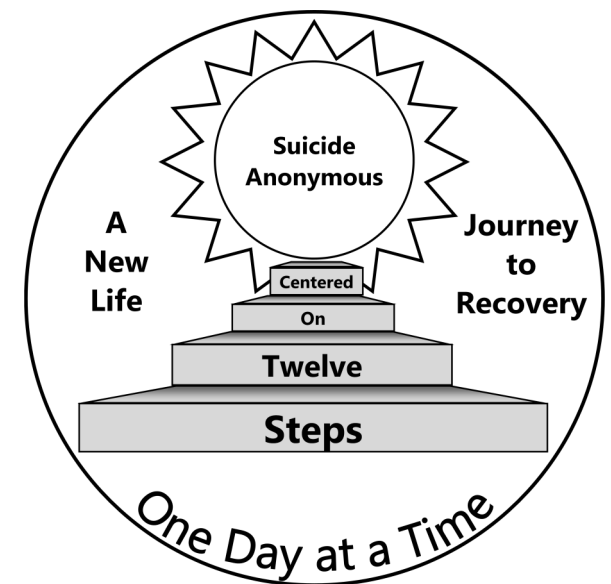 Suicide
Anonymous
A
New
Life
Journey
to
Recovery
Centered
On
Twelve
Steps
One Day at a Time